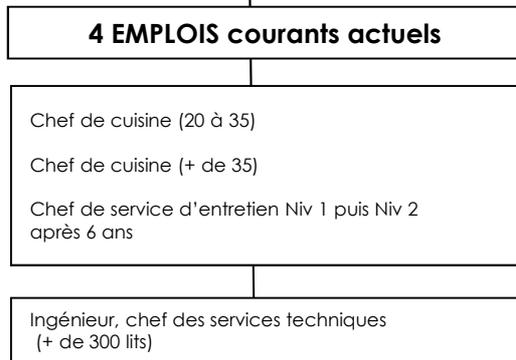 4 EMPLOIS courants actuels
Chef de cuisine (20 à 35)
Chef de cuisine (+ de 35)
Chef de service d’entretien Niv 1 puis Niv 2
après 6 ans
Ingénieur, chef des services techniques
(+ de 300 lits)